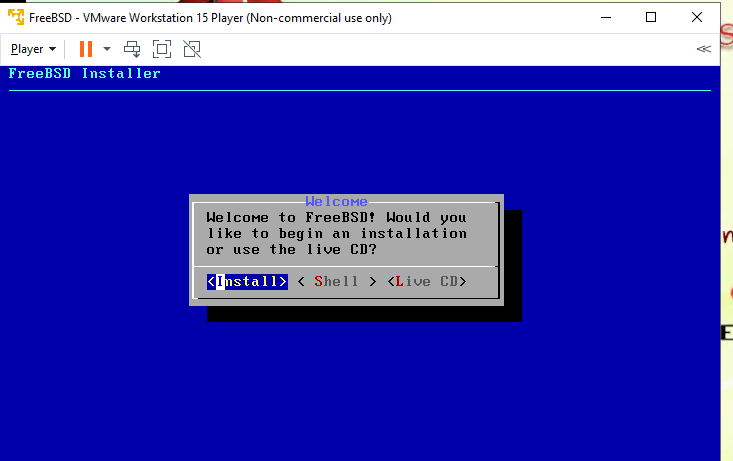 FreeBSD - VMware Workstation 15 Player (Non-commercial use only)
Player
FreeBSD Installer
Welcome
Welcome to FreeBSD! Would you
like to begin an installation
or use the live CD?
<Install> < Shell > <Live CD>